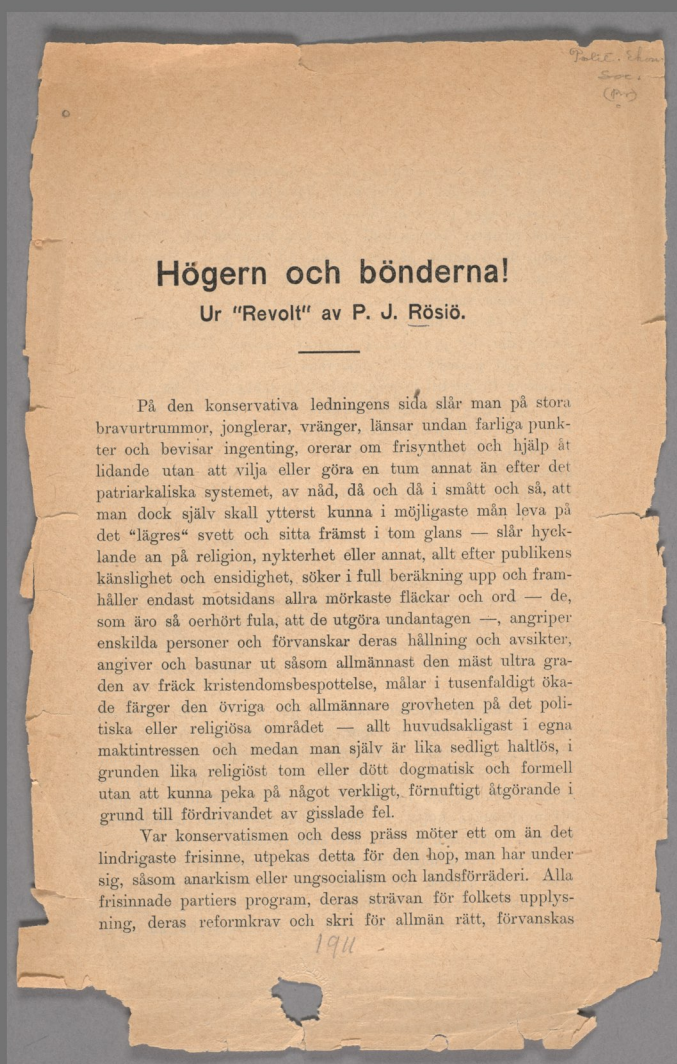 Polit. Ekon
Soc.
(Br)
Högern och bönderna!
Ur "Revolt" av P. J. Rösiö.
På den konservativa ledningens sida slår man på stora
bravurtrummor, jonglerar, vränger, länsar undan farliga punk-
ter och bevisar ingenting, orerar om frisynthet och hjälp åt
lidande utan att vilja eller göra en tum annat än efter det
patriarkaliska systemet, av nåd, då och då i smått och så, att
man dock själv skall ytterst kunna i möjligaste mån leva på
det “lägres“ svett och sitta främst i tom glans — slår hyck-
lande an på religion, nykterhet eller annat, allt efter publikens
känslighet och ensidighet, söker i full beräkning upp och fram-
håller endast motsidans allra mörkaste fläckar och ord — de,
som äro så oerhört fula, att de utgöra undantagen —, angriper
enskilda personer och förvanskar deras hållning och avsikter,
angiver och basunar ut såsom allmännast den mäst ultra gra-
den av fräck kristendomsbespottelse, målar i tusenfaldigt öka-
de färger den övriga och allmännare grovheten på det poli-
tiska eller religiösa området — allt huvudsakligast i egna
maktintressen och medan man själv är lika sedligt haltlös, i
grunden lika religiöst tom eller dött dogmatisk och formell
utan att kunna peka på något verkligt, förnuftigt åtgörande i
grund till fördrivandet av gisslade fel.
Var konservatismen och dess präss möter ett om än det
lindrigaste frisinne, utpekas detta för den hop, man har under
sig, såsom anarkism eller ungsocialism och landsförräderi. Alla
frisinnade partiers program, deras strävan för folkets upplys-
ning, deras reformkrav och skri för allmän rätt, förvanskas
1911